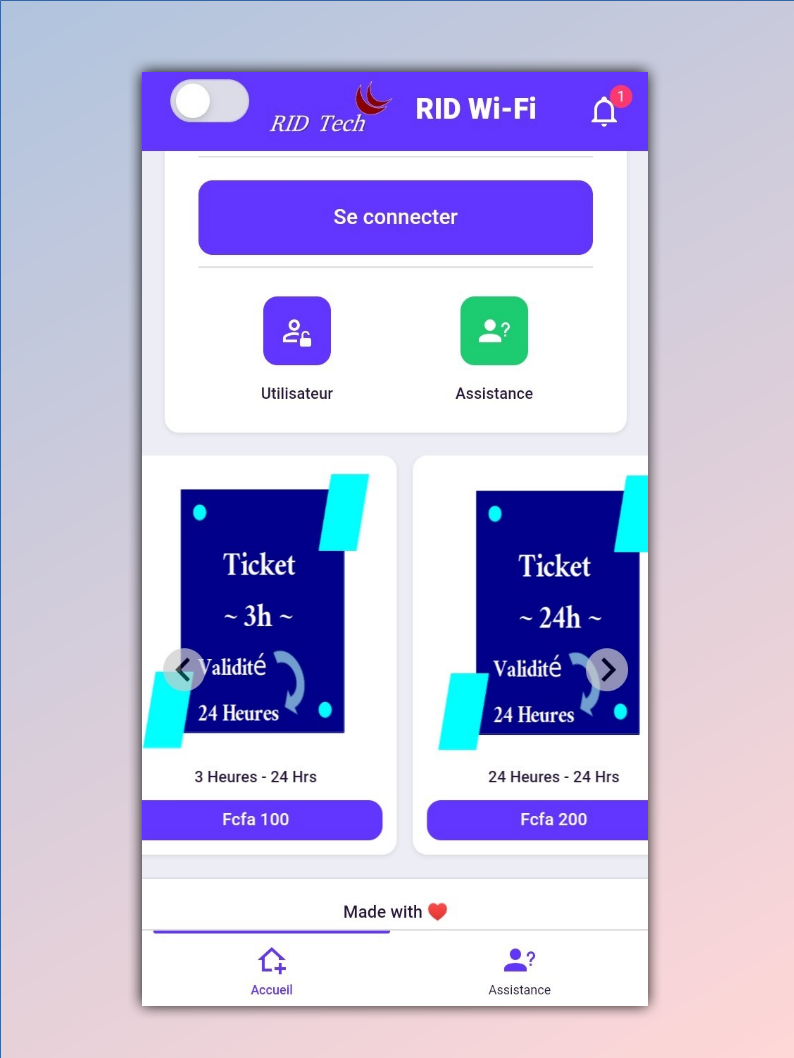 RID Tech
RID Wi-Fi
1
Se connecter
Utilisateur
Assistance
?
Ticket
~ 3h ~
Validité
24 Heures
3 Heures - 24 Hrs
Fcfa 100
Ticket
~ 24h ~
Validité
24 Heures
24 Heures - 24 Hrs
Fcfa 200
Made with ❤️
Accueil
?
Assistance